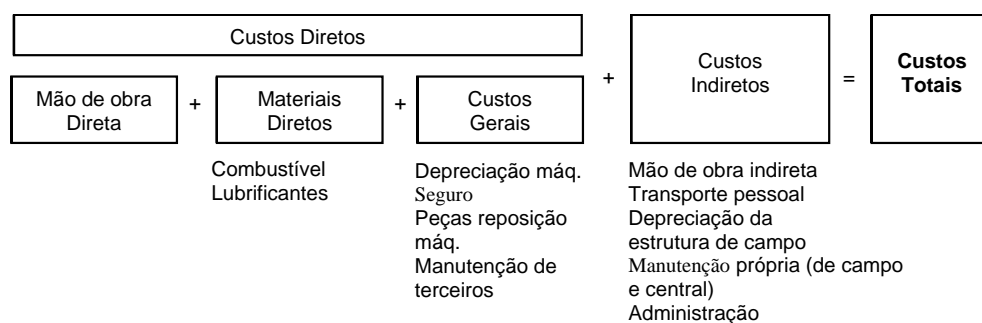 Custos Diretos
Mão de obra
Direta
+
Materiais
Diretos
+
Custos
Gerais
+
Custos
Indiretos
=
Custos
Totais
Combustível
Lubrificantes
Depreciação máq.
Seguro
Peças reposição
máq.
Manutenção de
terceiros
Mão de obra indireta
Transporte pessoal
Depreciação da
estrutura de campo
Manutenção própria (de campo
e central)
Administração